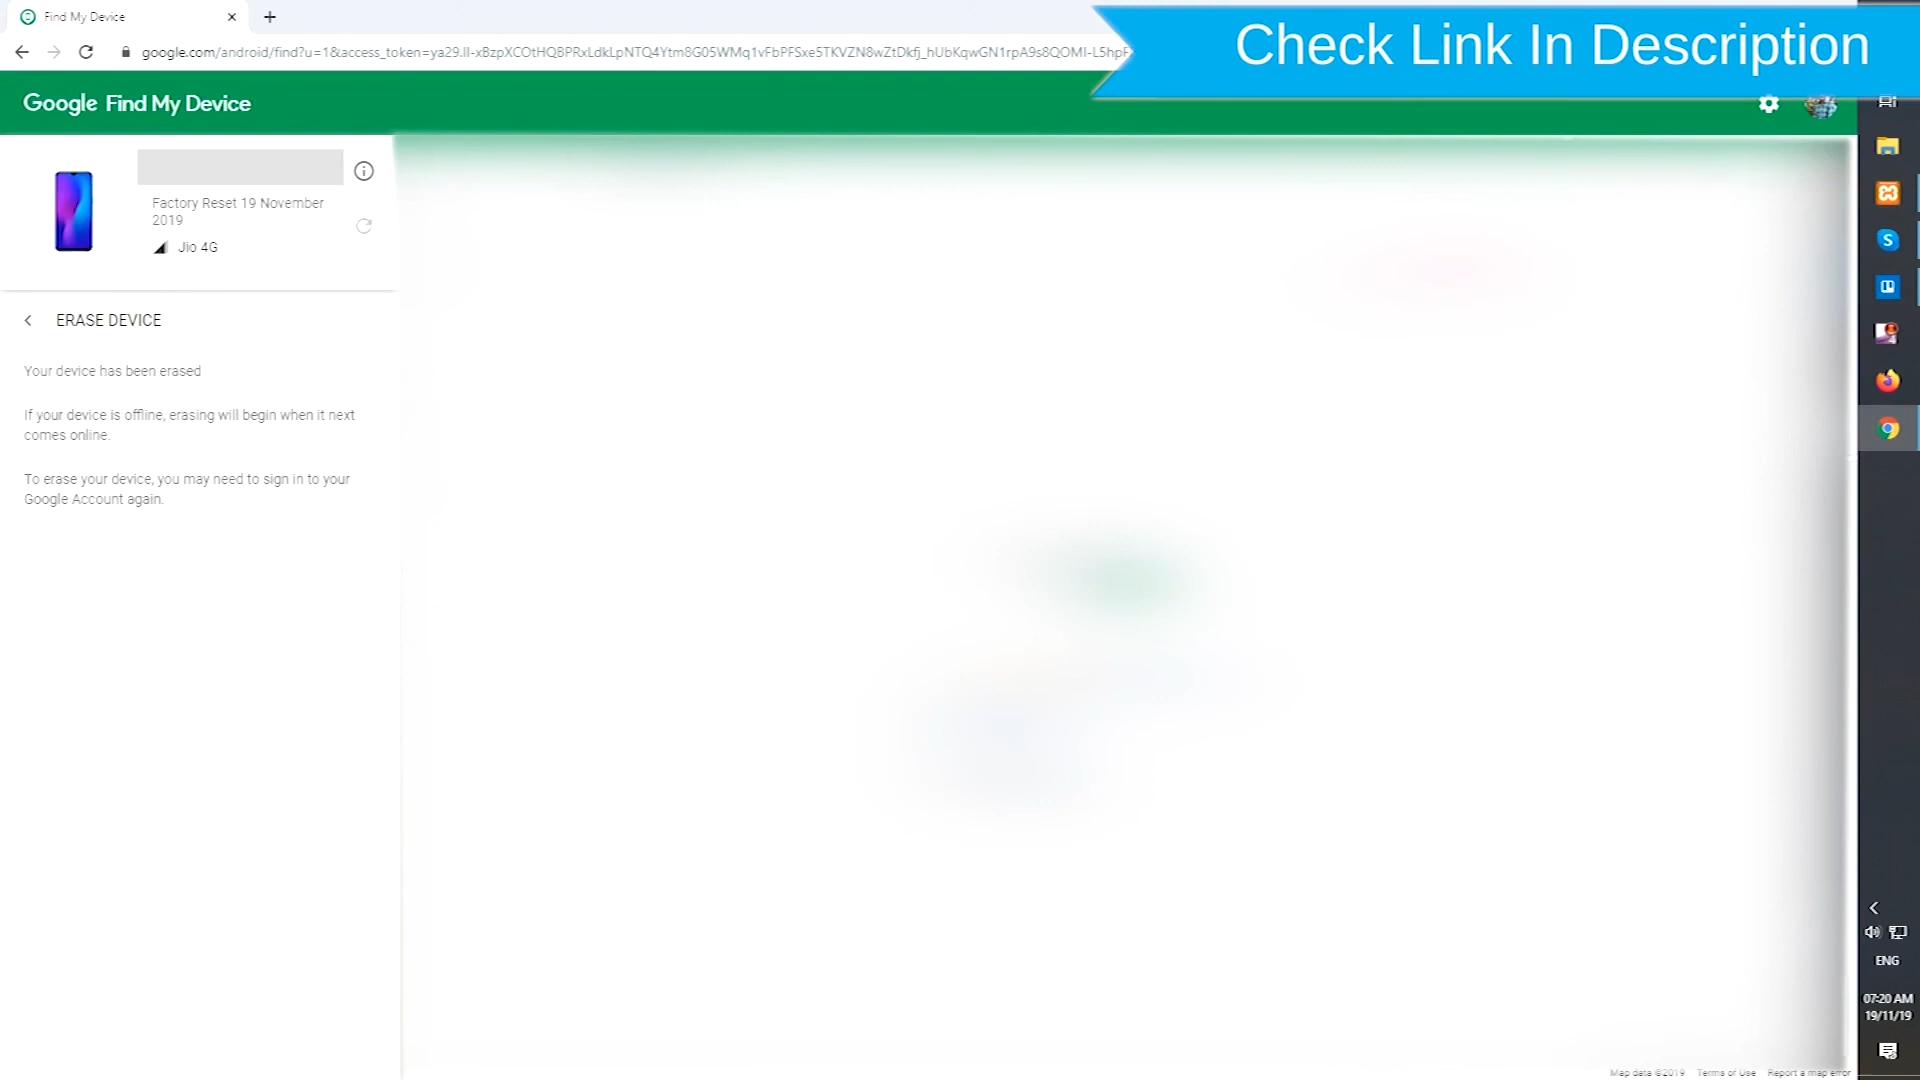 Find My Device
Check Link In Description
google.com/android/find?u=1&access_token=ya29.Il-xBzpXCOtHQBPRxLdkLpNTQ4Ytm8G05WMq1vFbPFSxe5TKVZN8wZtDkfj_hUbKqwGN1rpA9s8QOMI-L5hpF
Google Find My Device
Factory Reset 19 November
2019
Jio 4G
ERASE DEVICE
Your device has been erased
If your device is offline, erasing will begin when it next
comes online.
To erase your device, you may need to sign in to your
Google Account again.
ENG
07:20 AM
19/11/19
Map data ©2019 Terms of Use Report a map error